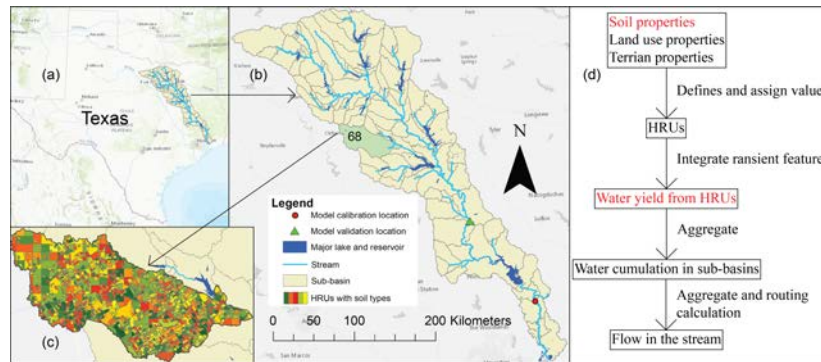 (a)
Texas
(b)
68
N
Legend
Model calibration location
Model validation location
Major lake and reservoir
Stream
Sub-basin
HRUs with soil types
0 50 100 200 Kilometers
(c)
San Marcos
(d)
Soil properties
Land use properties
Terrian properties
Defines and assign value
HRUs
Integrate ransient feature
Water yield from HRUs
Aggregate
Water cumulation in sub-basins
Aggregate and routing
calculation
Flow in the stream